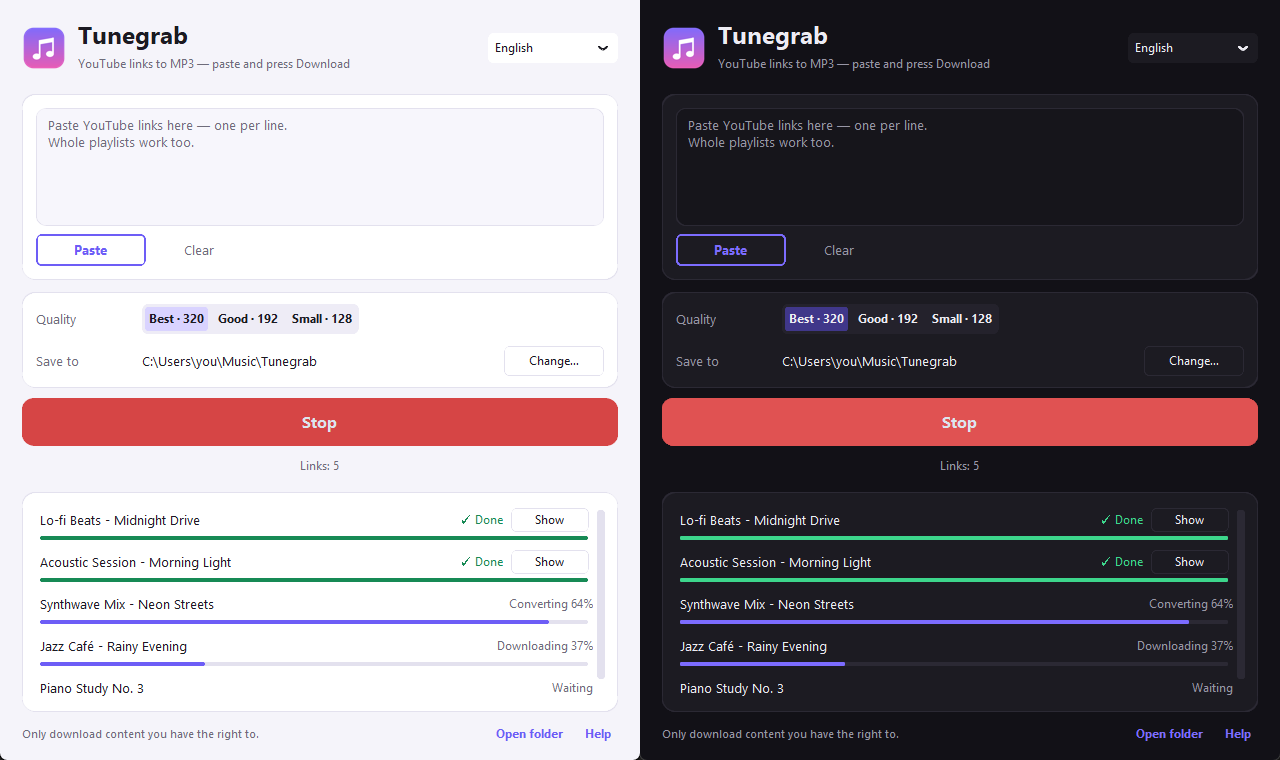 Tunegrab
YouTube links to MP3 — paste and press Download
English
Paste YouTube links here — one per line.
Whole playlists work too.
Paste
Clear
Quality
Best · 320
Good · 192
Small · 128
Save to
C:\Users\you\Music\Tunegrab
Change...
Stop
Links: 5
Lo-fi Beats - Midnight Drive
✓ Done
Show
Acoustic Session - Morning Light
✓ Done
Show
Synthwave Mix - Neon Streets
Converting 64%
Jazz Café - Rainy Evening
Downloading 37%
Piano Study No. 3
Waiting
Only download content you have the right to.
Open folder
Help
Tunegrab
YouTube links to MP3 — paste and press Download
English
Paste YouTube links here — one per line.
Whole playlists work too.
Paste
Clear
Quality
Best · 320
Good · 192
Small · 128
Save to
C:\Users\you\Music\Tunegrab
Change...
Stop
Links: 5
Lo-fi Beats - Midnight Drive
✓ Done
Show
Acoustic Session - Morning Light
✓ Done
Show
Synthwave Mix - Neon Streets
Converting 64%
Jazz Café - Rainy Evening
Downloading 37%
Piano Study No. 3
Waiting
Only download content you have the right to.
Open folder
Help